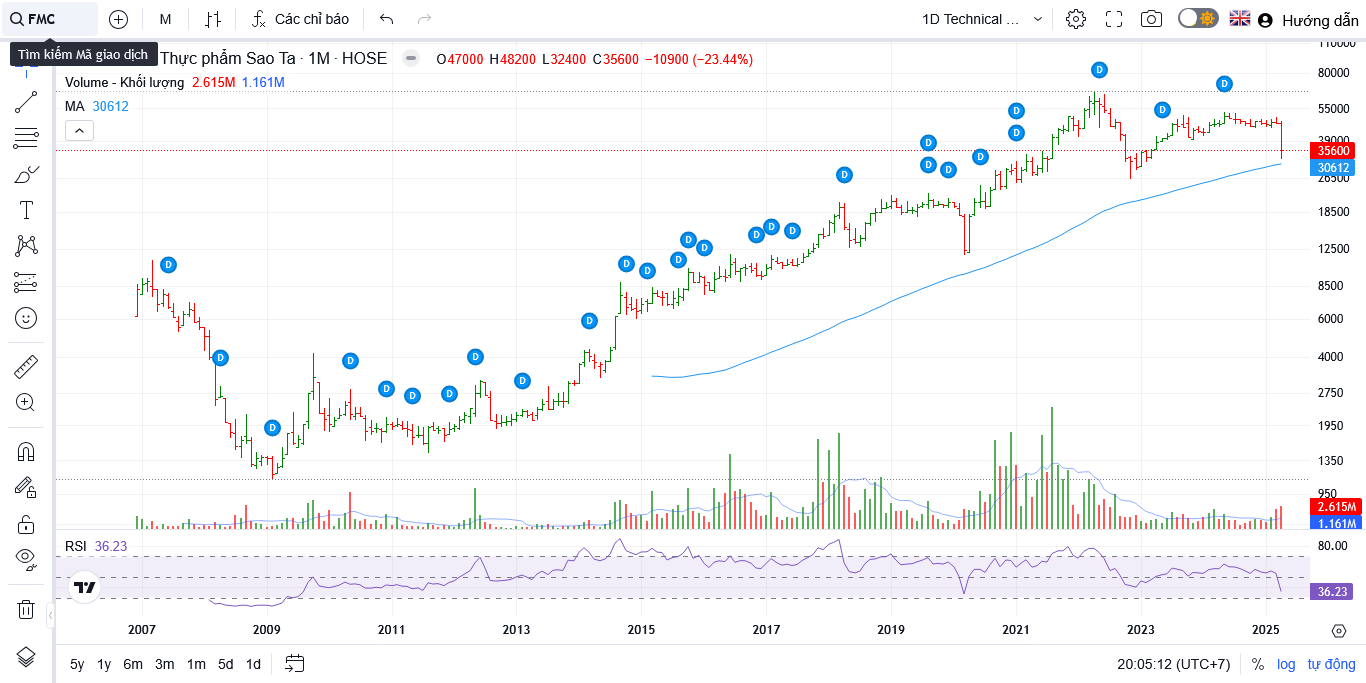 FMC
M
Các chỉ báo
1D Technical ...
Hướng dẫn
Tìm kiếm Mã giao dịch
Thực phẩm Sao Ta · 1M · HOSE
O47000 H48200 L32400 C35600 −10900 (−23.44%)
Volume - Khối lượng 2.615M 1.161M
MA 30612
110000
80000
55000
39000
35600
30612
26500
18500
12500
8500
6000
4000
2750
1950
1350
950
2.615M
1.161M
RSI 36.23
80.00
36.23
D D D D D D D D D D D D D D D D D D D D D D D D D D D D D D
2007 2009 2011 2013 2015 2017 2019 2021 2023 2025
5y 1y 6m 3m 1m 5d 1d
20:05:12 (UTC+7)
% log tự động